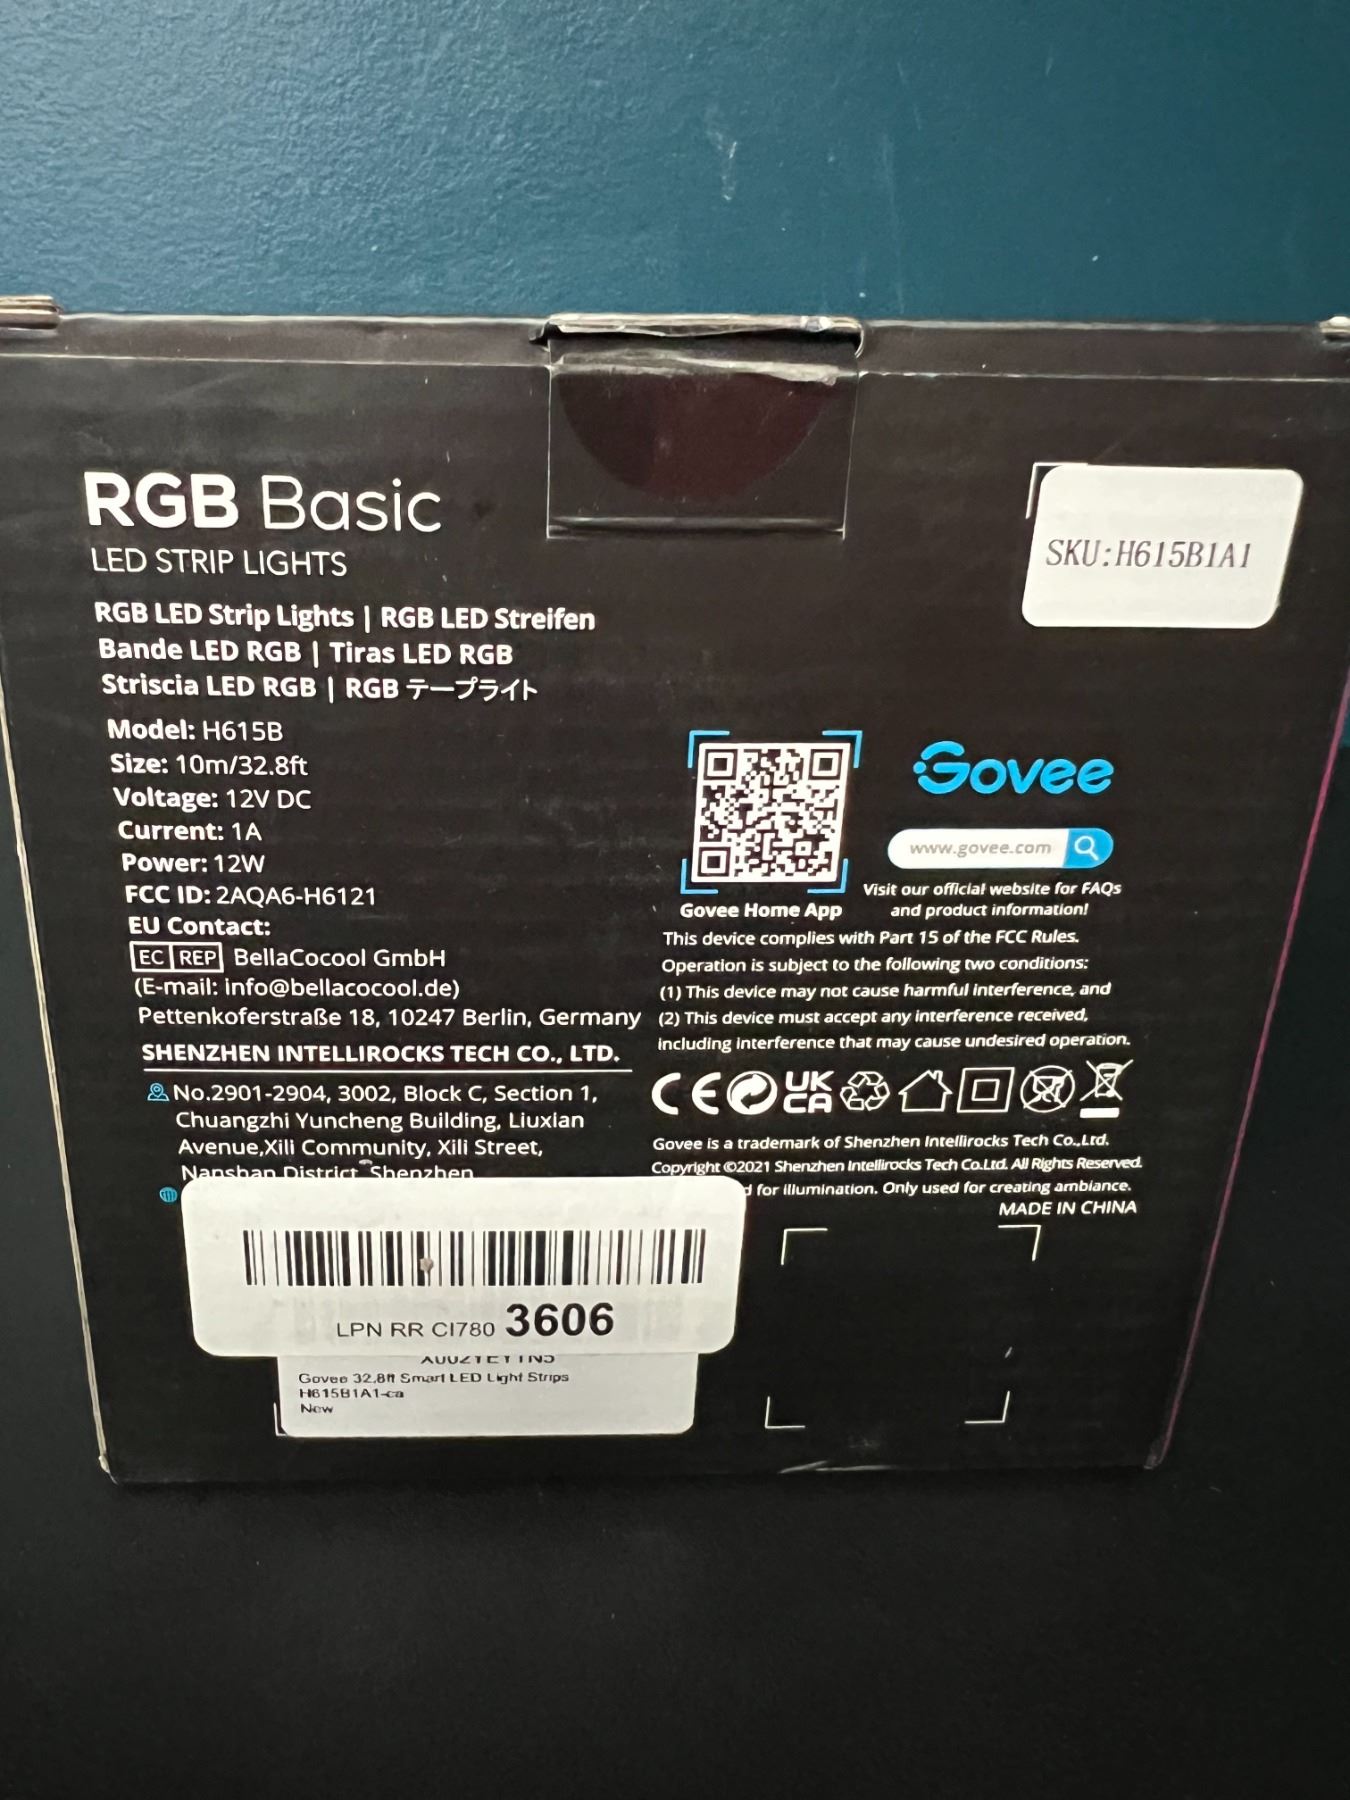 RGB Basic
LED STRIP LIGHTS
RGB LED Strip Lights | RGB LED Streifen
Bande LED RGB | Tiras LED RGB
Striscia LED RGB | RGB テープライト
Model: H615B
Size: 10m/32.8ft
Voltage: 12V DC
Current: 1A
Power: 12W
FCC ID: 2AQA6-H6121
EU Contact:
EC REP BellaCocool GmbH
(E-mail: info@bellacocool.de)
Pettenkoferstraße 18, 10247 Berlin, Germany
SHENZHEN INTELLIROCKS TECH CO., LTD.
No.2901-2904, 3002, Block C, Section 1,
Chuangzhi Yuncheng Building, Liuxian
Avenue,Xili Community, Xili Street,
Nanshan District, Shenzhen
SKU:H615B1A1
Govee
www.govee.com
Govee Home App
Visit our official website for FAQs
and product information!
This device complies with Part 15 of the FCC Rules.
Operation is subject to the following two conditions:
(1) This device may not cause harmful interference, and
(2) This device must accept any interference received,
including interference that may cause undesired operation.
CE UK CA
Govee is a trademark of Shenzhen Intellirocks Tech Co.,Ltd.
Copyright ©2021 Shenzhen Intellirocks Tech Co.Ltd. All Rights Reserved.
for illumination. Only used for creating ambiance.
MADE IN CHINA
LPN RR CI780 3606
Govee 32.8ft Smart LED Light Strips
H615B1A1-ca
New